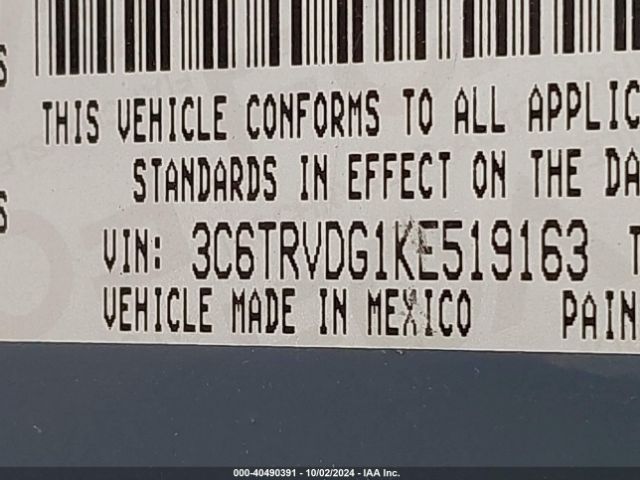 S
THIS VEHICLE CONFORMS TO ALL APPLIC
STANDARDS IN EFFECT ON THE DA
S
VIN: 3C6TRVDG1KE519163 T
VEHICLE MADE IN MEXICO PAIN
000-40490391 - 10/02/2024 - IAA Inc.